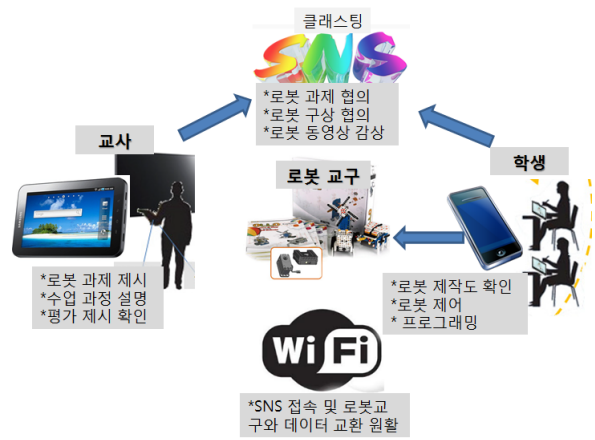 클래스팅
SNS
*로봇 과제 협의
*로봇 구상 협의
*로봇 동영상 감상
교사
로봇 교구
학생
*로봇 과제 제시
*수업 과정 설명
*평가 제시 확인
*로봇 제작도 확인
*로봇 제어
* 프로그래밍
Wi Fi
*SNS 접속 및 로봇교
구와 데이터 교환 원활